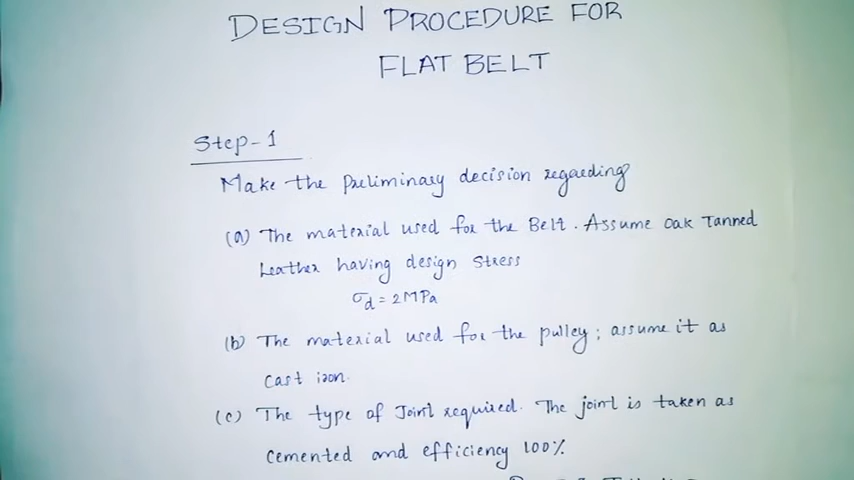 DESIGN PROCEDURE FOR
FLAT BELT
Step-1
Make the preliminary decision regarding
(a) The material used for the Belt. Assume Oak Tanned
Leather having design stress
σd = 2MPa
(b) The material used for the pulley; assume it as
cast iron.
(c) The type of Joint required. The joint is taken as
cemented and efficiency 100%